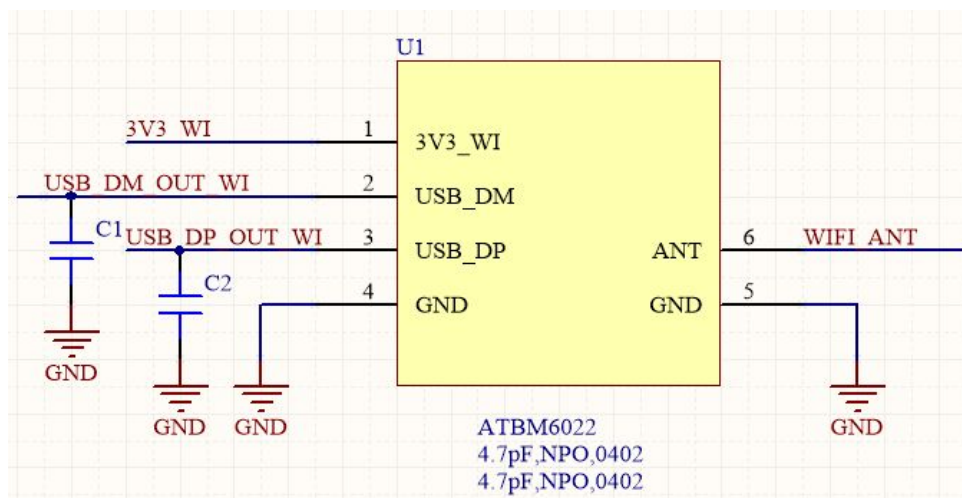 U1
3V3_WI 1 3V3_WI
USB_DM_OUT_WI 2 USB_DM
C1 USB_DP_OUT_WI 3 USB_DP ANT 6 WIFI_ANT
C2 4 GND GND 5
GND
GND GND GND
ATBM6022
4.7pF,NPO,0402
4.7pF,NPO,0402